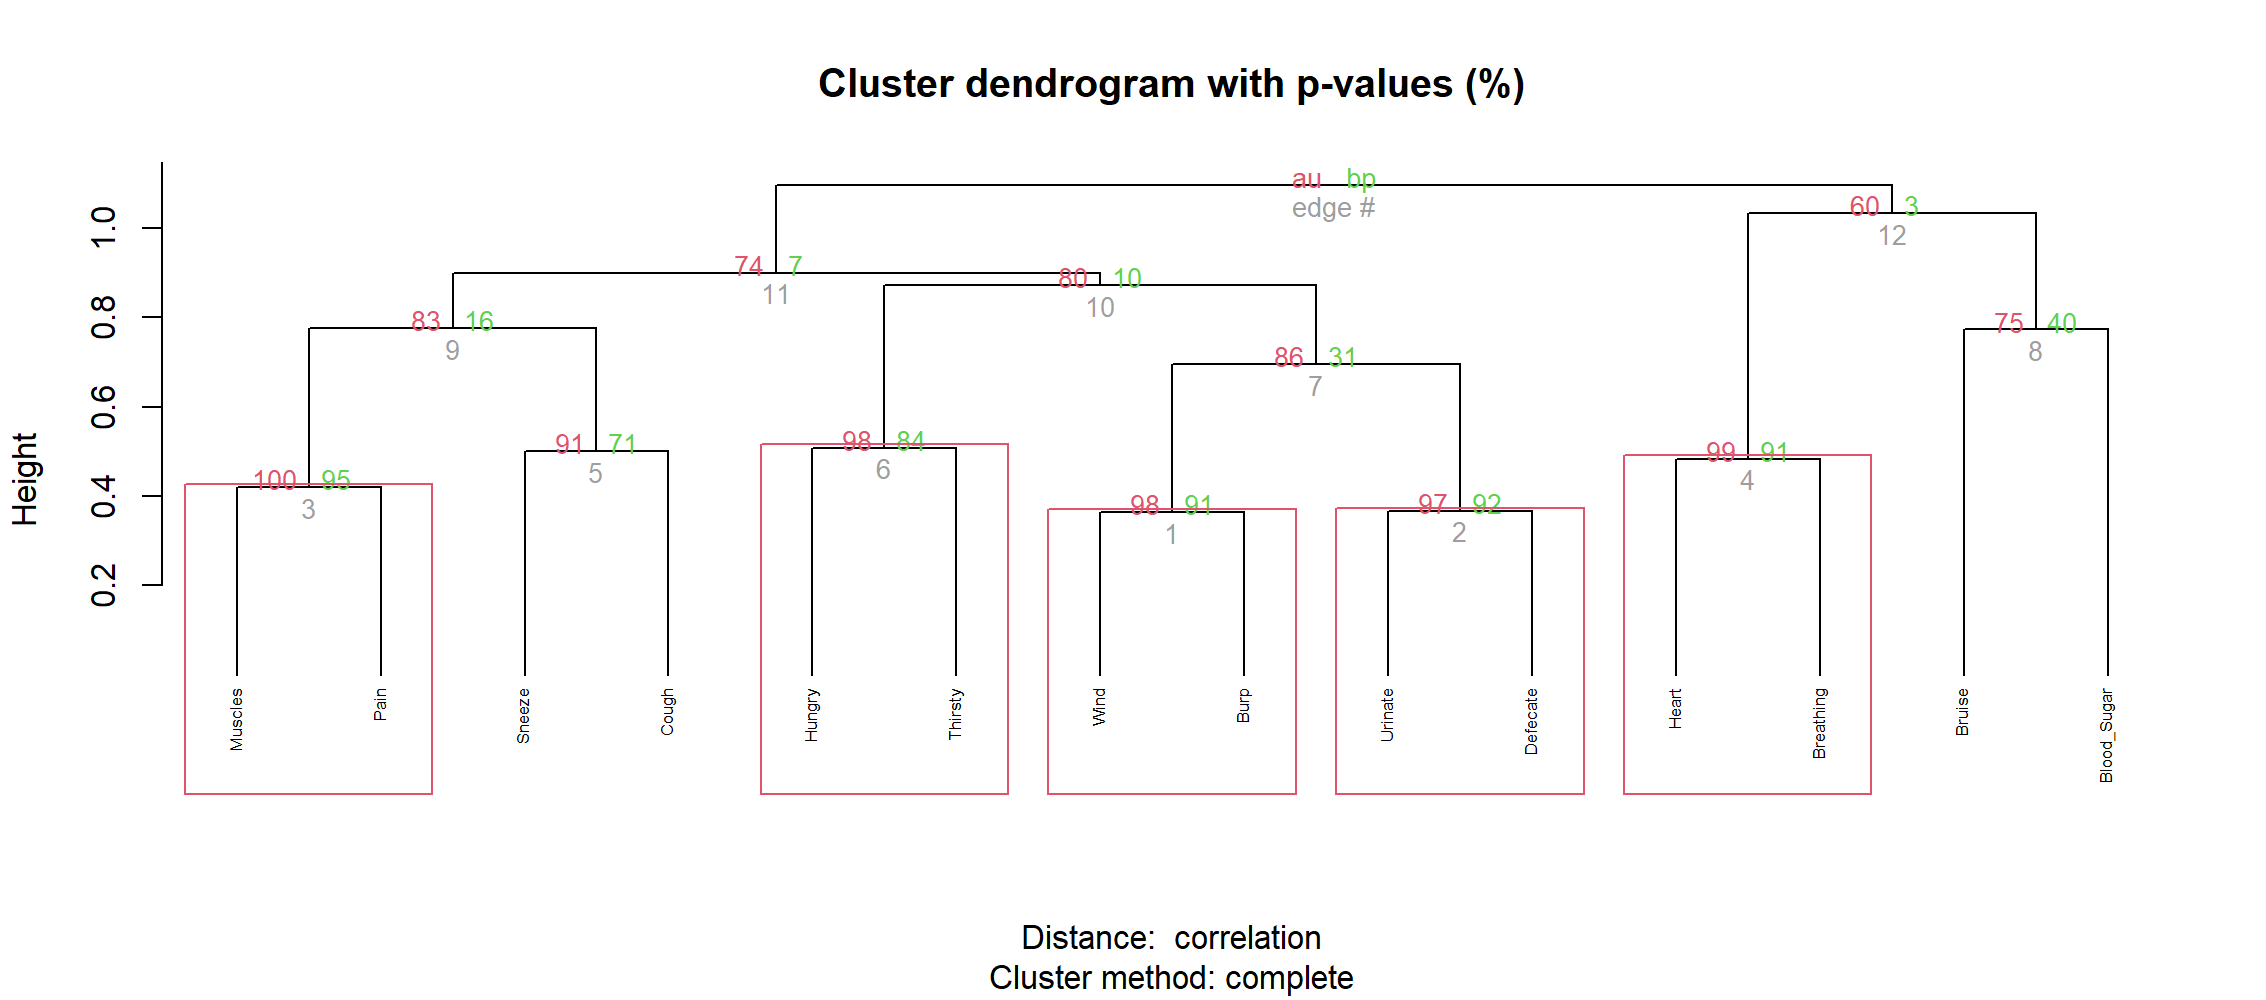 Cluster dendrogram with p-values (%)
au bp
edge #
60 3
12
74 7
11
80 10
10
83 16
9
75 40
8
86 31
7
91 71
5
98 84
6
99 91
4
100 95
3
98 91
1
97 92
2
Height
1.0
0.8
0.6
0.4
0.2
Muscles
Pain
Sneeze
Cough
Hungry
Thirsty
Wind
Burp
Urinate
Defecate
Heart
Breathing
Bruise
Blood_Sugar
Distance: correlation
Cluster method: complete